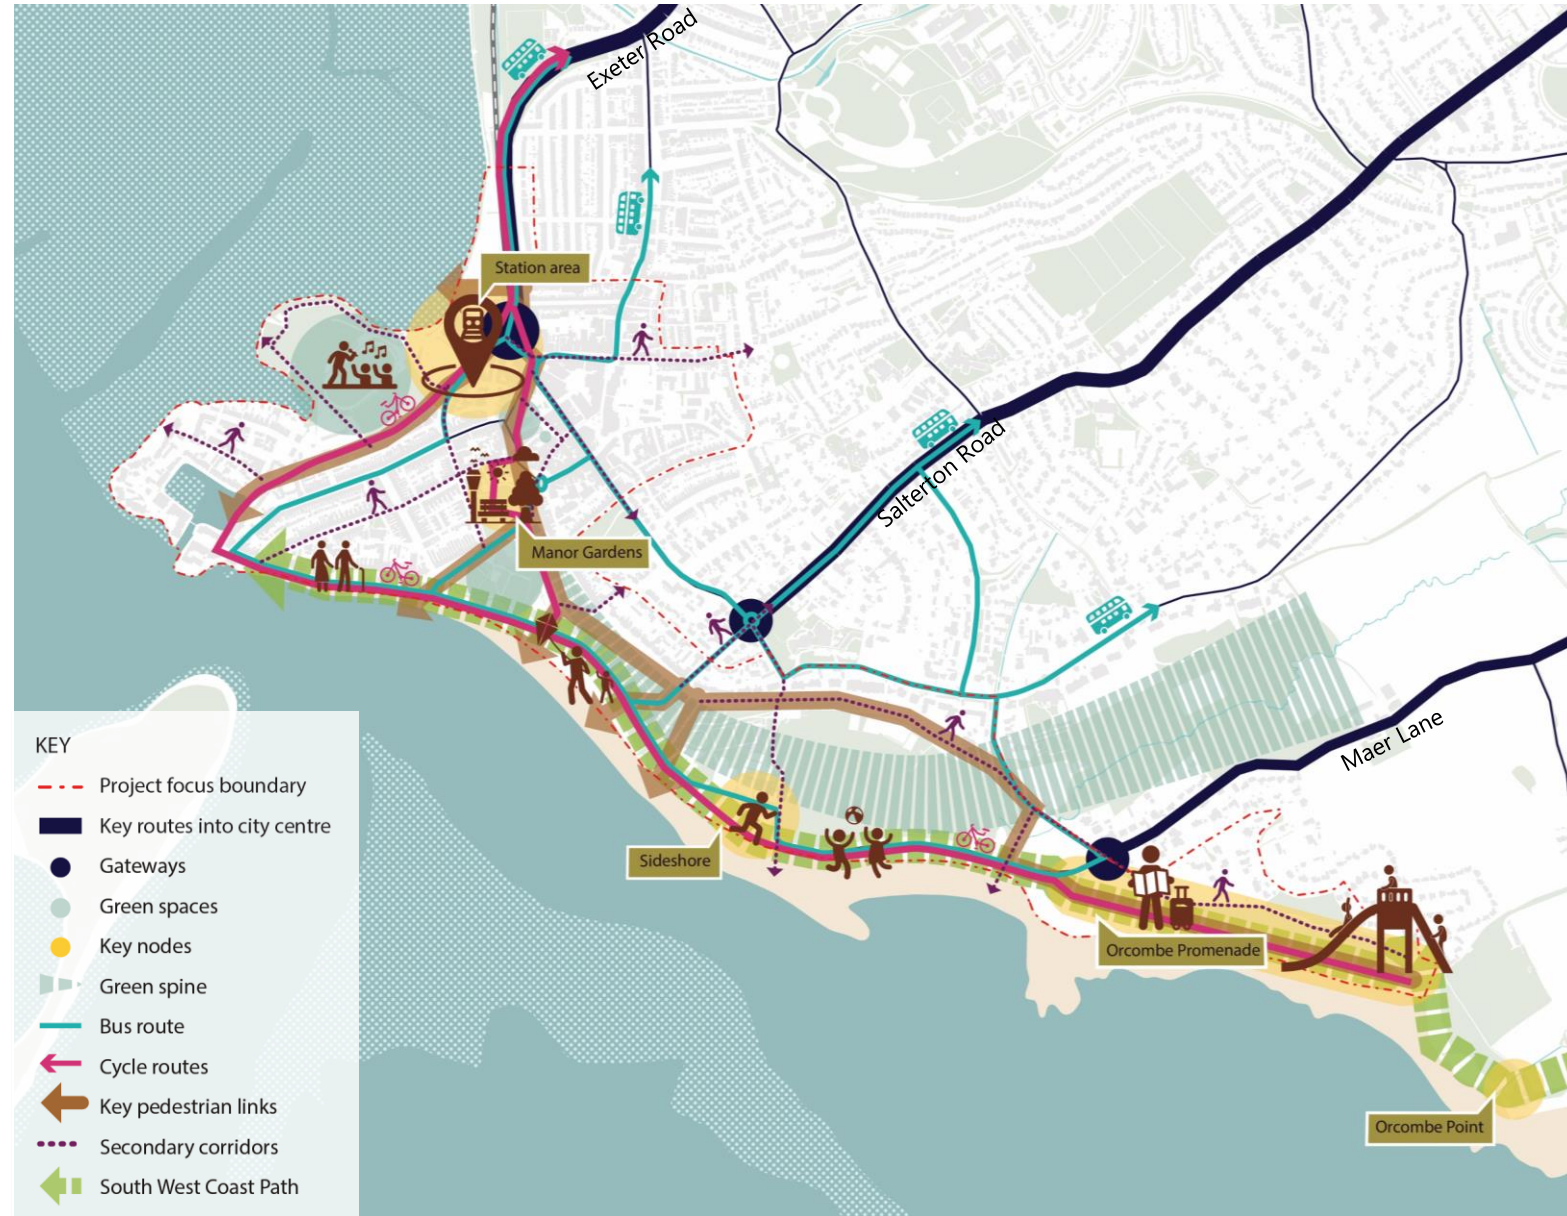 Exeter Road
Station area
Salterton Road
Manor Gardens
Maer Lane
Sideshore
Orcombe Promenade
Orcombe Point
KEY
Project focus boundary
Key routes into city centre
Gateways
Green spaces
Key nodes
Green spine
Bus route
Cycle routes
Key pedestrian links
Secondary corridors
South West Coast Path